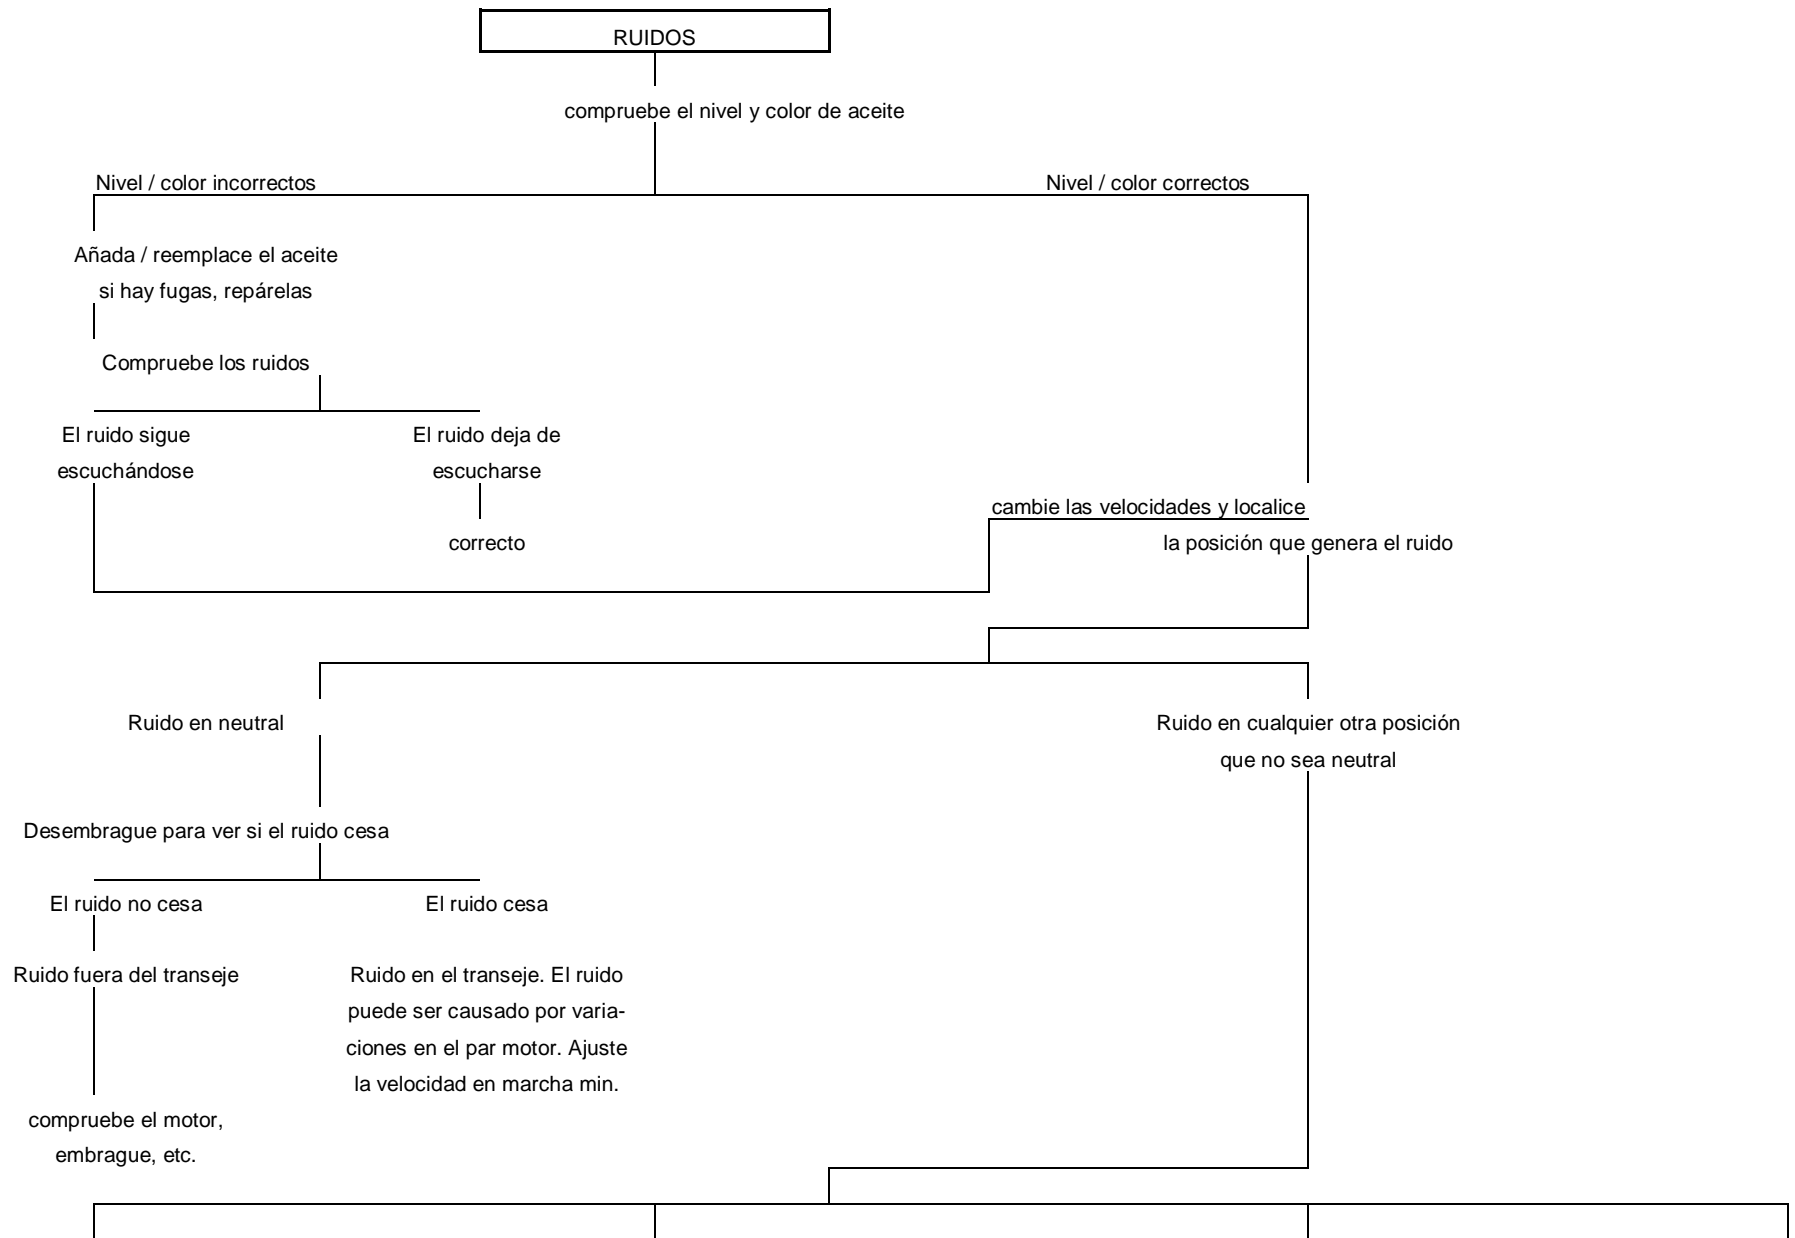 RUIDOS
compruebe el nivel y color de aceite
Nivel / color incorrectos
Nivel / color correctos
Añada / reemplace el aceite
si hay fugas, repárelas
Compruebe los ruidos
El ruido sigue
escuchándose
El ruido deja de
escucharse
correcto
cambie las velocidades y localice
la posición que genera el ruido
Ruido en neutral
Ruido en cualquier otra posición
que no sea neutral
Desembrague para ver si el ruido cesa
El ruido no cesa
El ruido cesa
Ruido fuera del transeje
Ruido en el transeje. El ruido
puede ser causado por varia-
ciones en el par motor. Ajuste
la velocidad en marcha min.
compruebe el motor,
embrague, etc.